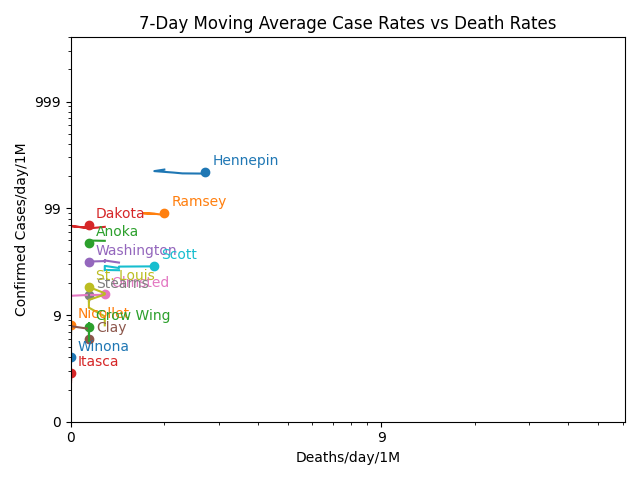 7-Day Moving Average Case Rates vs Death Rates
999
Hennepin
99
Ramsey
Dakota
Anoka
Washington
Scott
St. Louis
Stearns
Olmsted
9
Nicollet
Crow Wing
Clay
Winona
Itasca
0
0
9
Deaths/day/1M
Confirmed Cases/day/1M